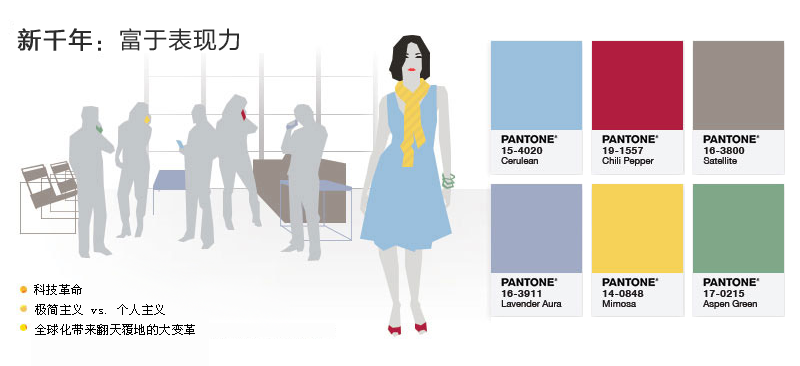 新千年：富于表现力
科技革命
极简主义 vs. 个人主义
全球化带来翻天覆地的大变革
PANTONE®
15-4020
Cerulean
PANTONE®
19-1557
Chili Pepper
PANTONE®
16-3800
Satellite
PANTONE®
16-3911
Lavender Aura
PANTONE®
14-0848
Mimosa
PANTONE®
17-0215
Aspen Green